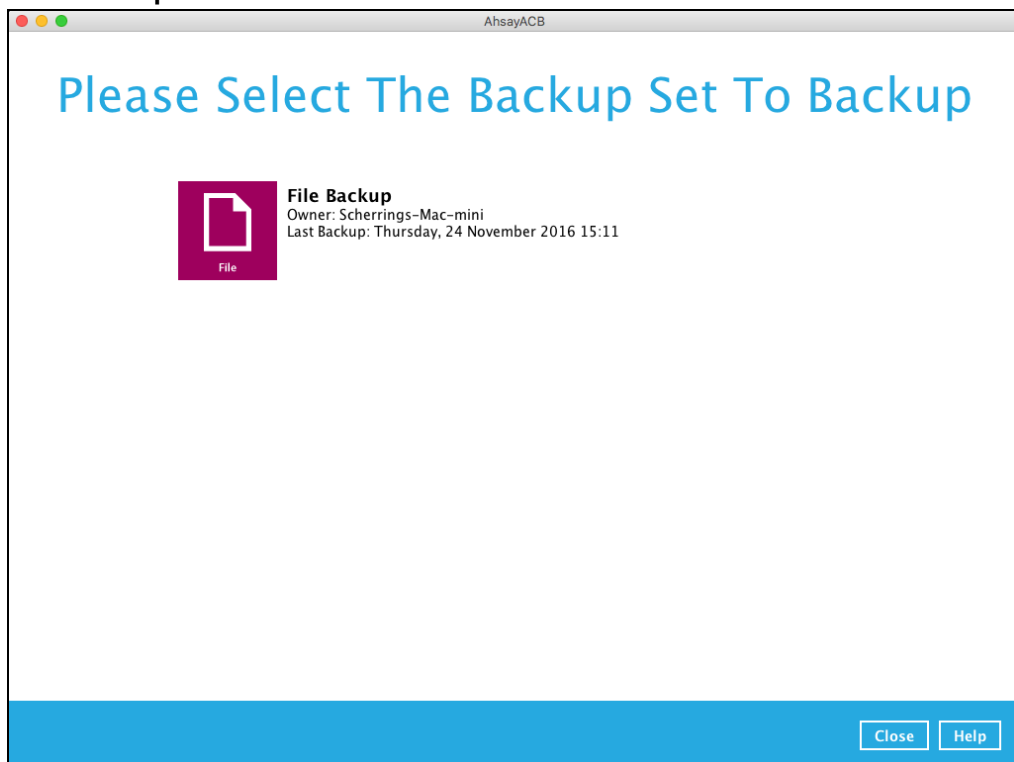 AhsayACB
Please Select The Backup Set To Backup
File Backup
Owner: Scherrings-Mac-mini
Last Backup: Thursday, 24 November 2016 15:11
File
Close
Help